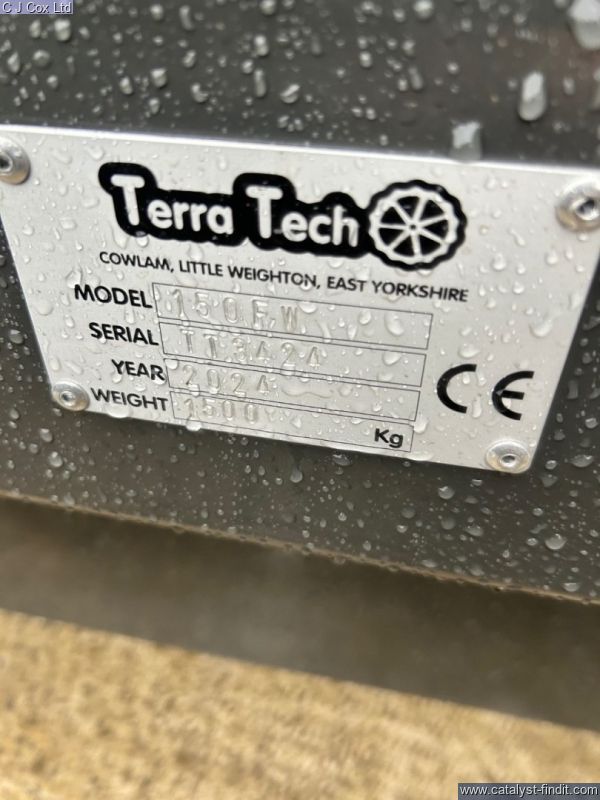 C J Cox Ltd
Terra Tech
COWLAM, LITTLE WEIGHTON, EAST YORKSHIRE
MODEL 150FW
SERIAL TT3424
YEAR 2024
WEIGHT 1500 Kg
CE
www.catalyst-findit.com